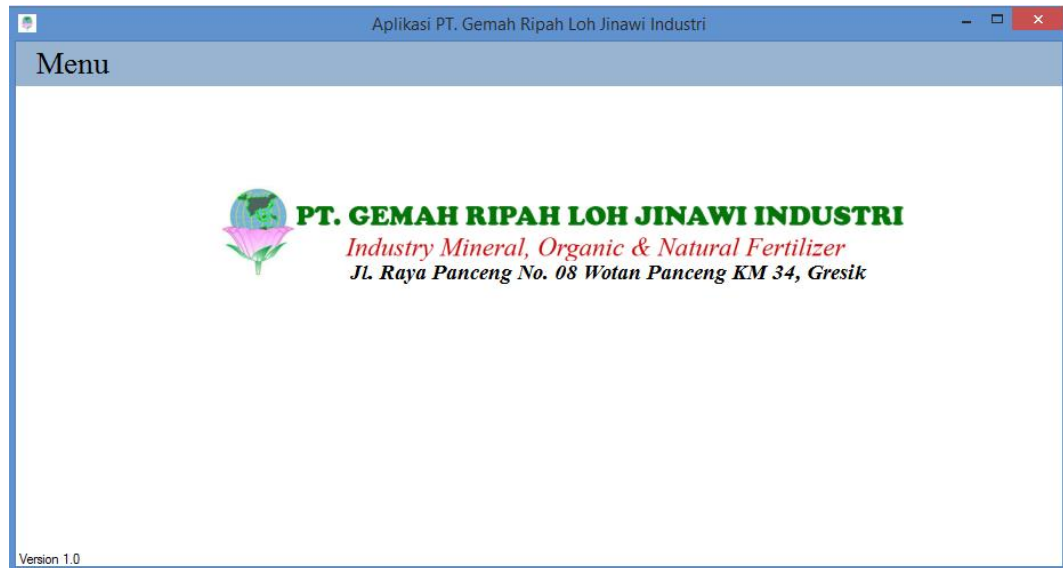 Aplikasi PT. Gemah Ripah Loh Jinawi Industri
Menu
PT. GEMAH RIPAH LOH JINAWI INDUSTRI
Industry Mineral, Organic & Natural Fertilizer
Jl. Raya Panceng No. 08 Wotan Panceng KM 34, Gresik
Version 1.0